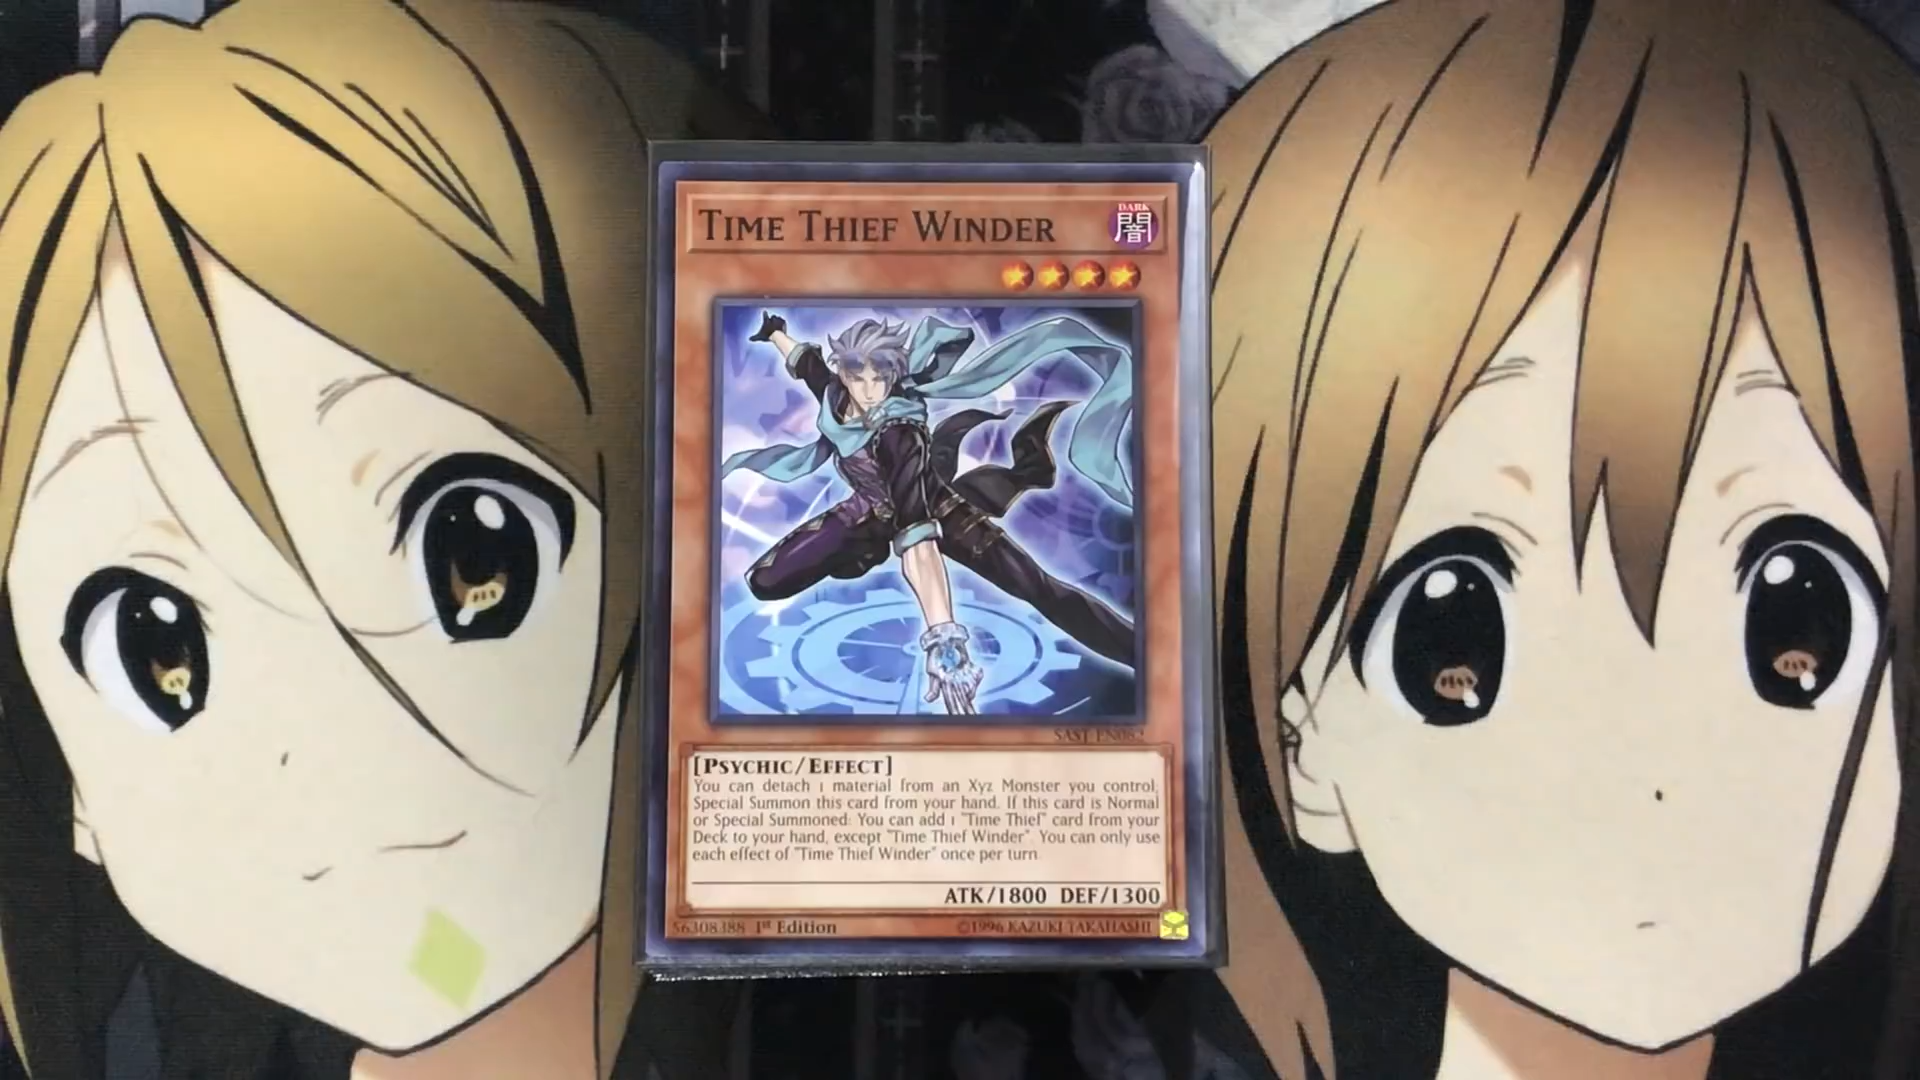 TIME THIEF WINDER
DARK
闇
SAST-EN082
[PSYCHIC/EFFECT]
You can detach 1 material from an Xyz Monster you control;
Special Summon this card from your hand. If this card is Normal
or Special Summoned: You can add 1 "Time Thief" card from your
Deck to your hand, except "Time Thief Winder". You can only use
each effect of "Time Thief Winder" once per turn.
ATK/1800 DEF/1300
56308388 1st Edition
©1996 KAZUKI TAKAHASHI